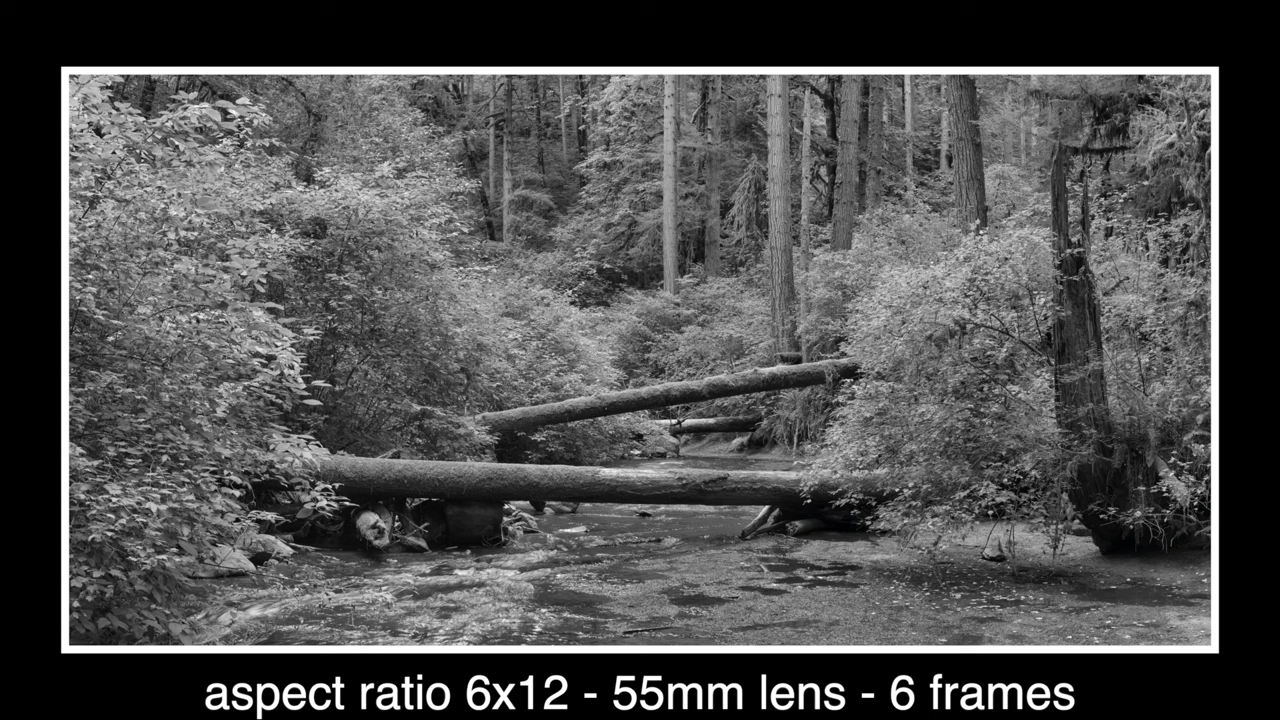 aspect ratio 6x12 - 55mm lens - 6 frames